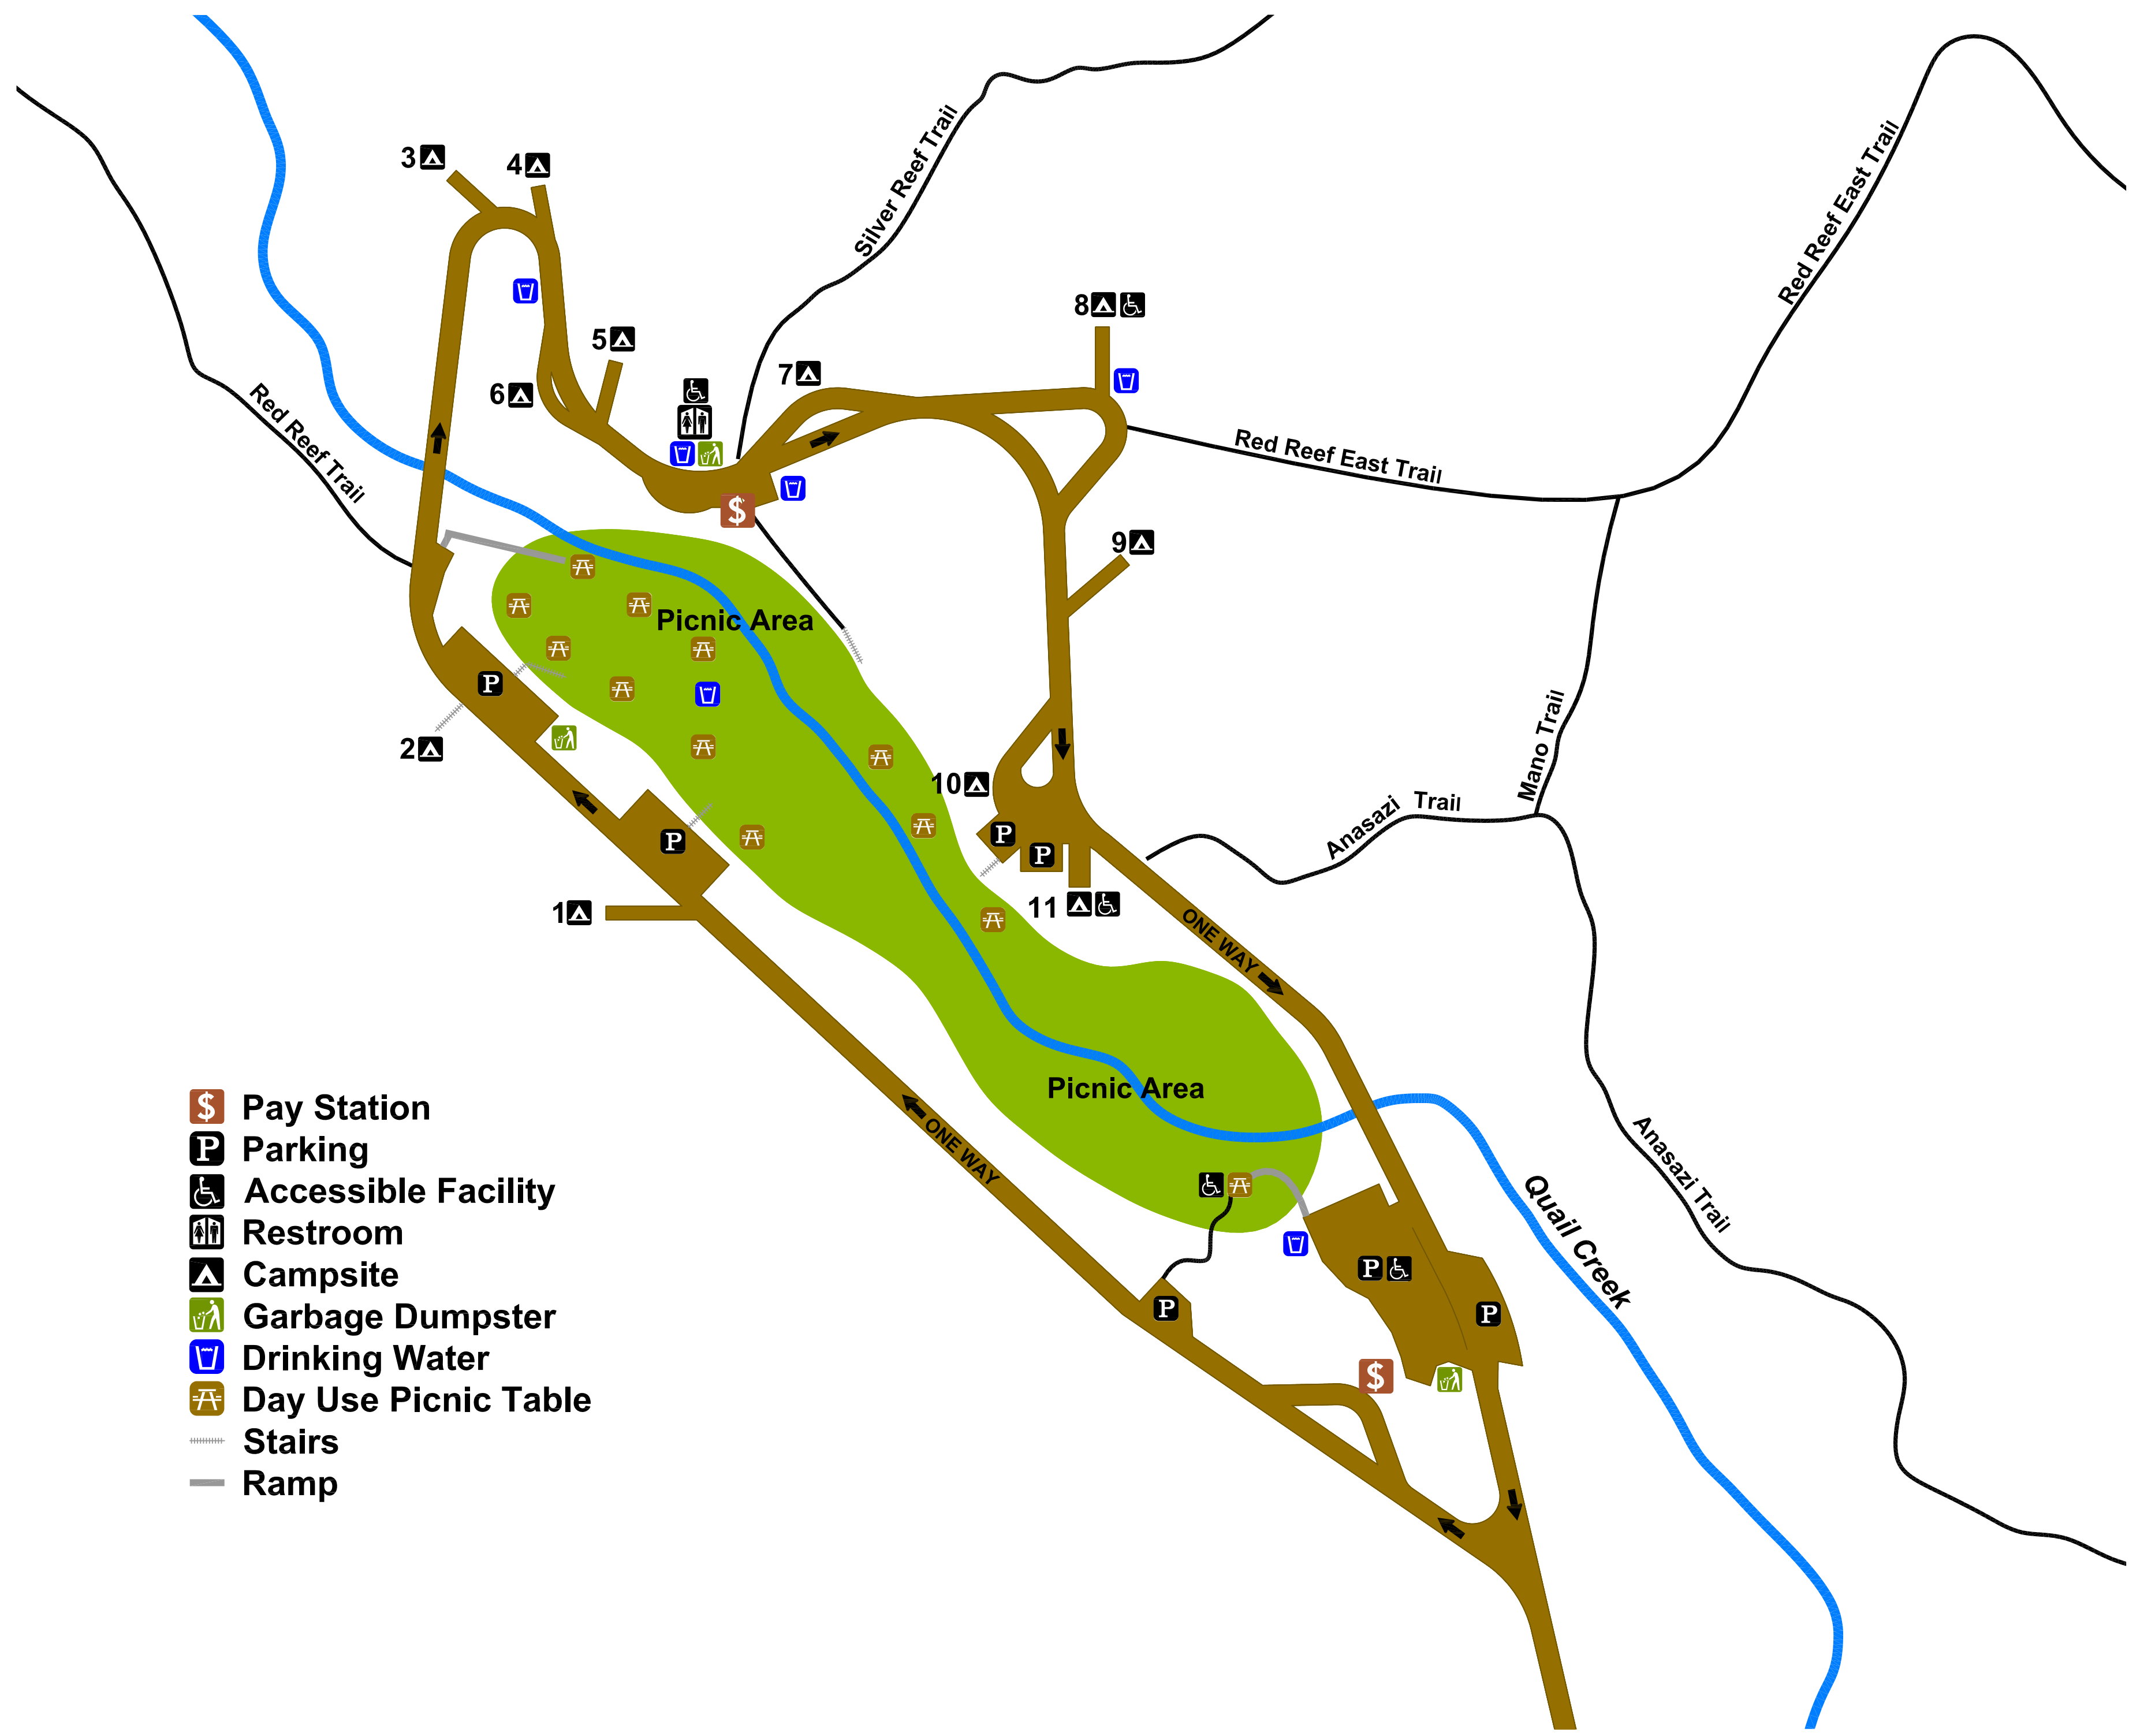 3
4
Silver Reef Trail
Red Reef East Trail
8
5
7
6
Red Reef Trail
$
Red Reef East Trail
9
Picnic Area
P
2
Mano Trail
10
Anasazi Trail
P
P
P
11
1
ONE WAY
Picnic Area
ONE WAY
Anasazi Trail
Quail Creek
P
P
P
$
$ Pay Station
P Parking
Accessible Facility
Restroom
Campsite
Garbage Dumpster
Drinking Water
Day Use Picnic Table
Stairs
Ramp